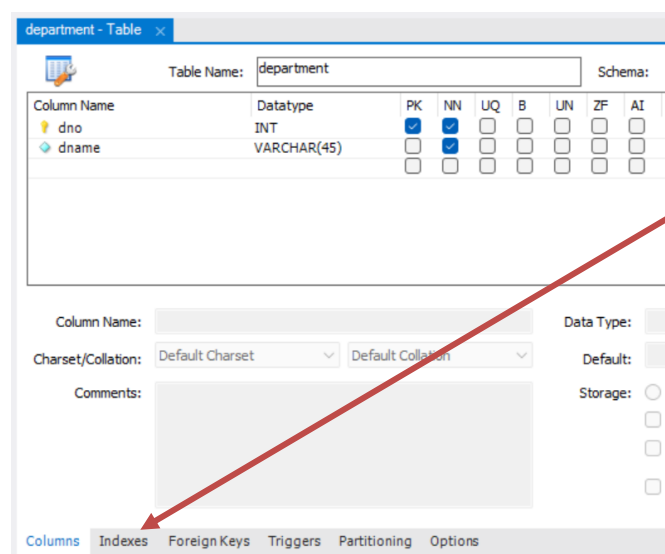 department - Table ×
Table Name: department Schema:
Column Name Datatype PK NN UQ B UN ZF AI
dno INT
dname VARCHAR(45)
Column Name: Data Type:
Charset/Collation: Default Charset Default Collation Default:
Comments: Storage:
Columns Indexes Foreign Keys Triggers Partitioning Options